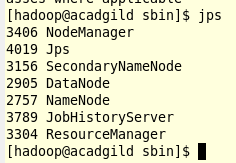 [hadoop@acadgild sbin]$ jps
3406 NodeManager
4019 Jps
3156 SecondaryNameNode
2905 DataNode
2757 NameNode
3789 JobHistoryServer
3304 ResourceManager
[hadoop@acadgild sbin]$